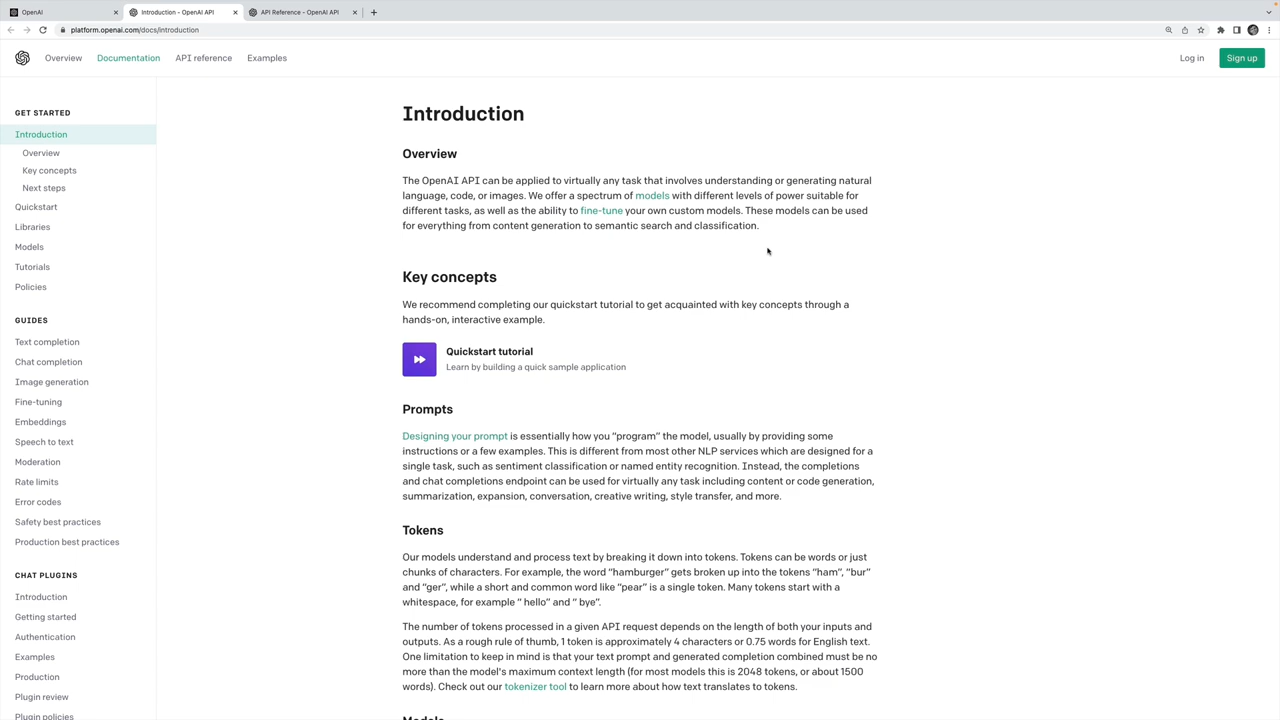 OpenAI
Introduction - OpenAI API
API Reference - OpenAI API
platform.openai.com/docs/introduction
Overview
Documentation
API reference
Examples
Log in
Sign up
GET STARTED
Introduction
Overview
Key concepts
Next steps
Quickstart
Libraries
Models
Tutorials
Policies
GUIDES
Text completion
Chat completion
Image generation
Fine-tuning
Embeddings
Speech to text
Moderation
Rate limits
Error codes
Safety best practices
Production best practices
CHAT PLUGINS
Introduction
Getting started
Authentication
Examples
Production
Plugin review
Plugin policies
Introduction
Overview
The OpenAI API can be applied to virtually any task that involves understanding or generating natural
language, code, or images. We offer a spectrum of models with different levels of power suitable for
different tasks, as well as the ability to fine-tune your own custom models. These models can be used
for everything from content generation to semantic search and classification.
Key concepts
We recommend completing our quickstart tutorial to get acquainted with key concepts through a
hands-on, interactive example.
Quickstart tutorial
Learn by building a quick sample application
Prompts
Designing your prompt is essentially how you “program” the model, usually by providing some
instructions or a few examples. This is different from most other NLP services which are designed for a
single task, such as sentiment classification or named entity recognition. Instead, the completions
and chat completions endpoint can be used for virtually any task including content or code generation,
summarization, expansion, conversation, creative writing, style transfer, and more.
Tokens
Our models understand and process text by breaking it down into tokens. Tokens can be words or just
chunks of characters. For example, the word “hamburger” gets broken up into the tokens “ham”, “bur”
and “ger”, while a short and common word like “pear” is a single token. Many tokens start with a
whitespace, for example “ hello” and “ bye”.
The number of tokens processed in a given API request depends on the length of both your inputs and
outputs. As a rough rule of thumb, 1 token is approximately 4 characters or 0.75 words for English text.
One limitation to keep in mind is that your text prompt and generated completion combined must be no
more than the model's maximum context length (for most models this is 2048 tokens, or about 1500
words). Check out our tokenizer tool to learn more about how text translates to tokens.
Models